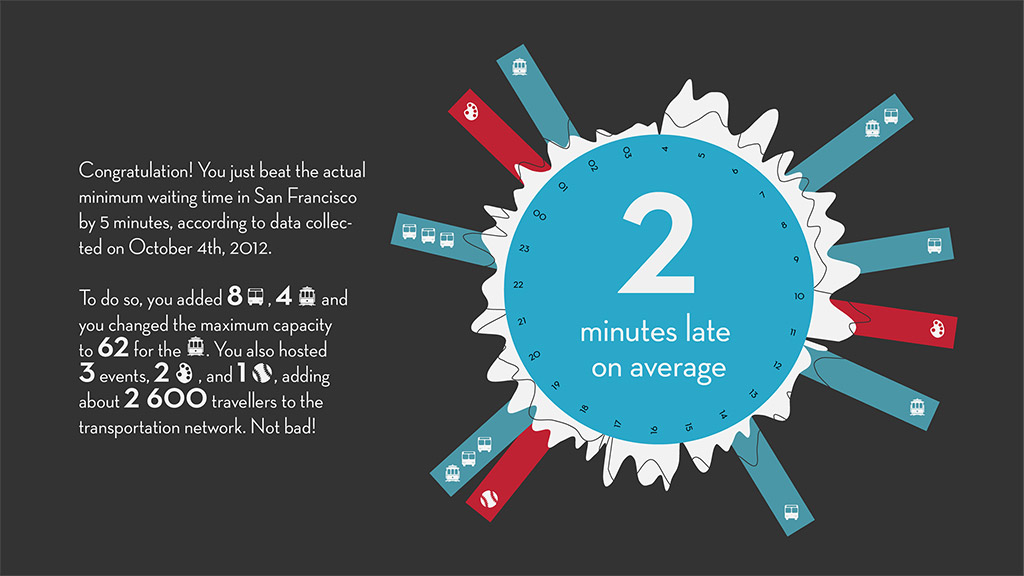 Congratulation! You just beat the actual
minimum waiting time in San Francisco
by 5 minutes, according to data collec-
ted on October 4th, 2012.
To do so, you added 8 , 4 and
you changed the maximum capacity
to 62 for the . You also hosted
3 events, 2 , and 1 , adding
about 2 600 travellers to the
transportation network. Not bad!
2
minutes late
on average
00
01
02
03
4
5
6
7
8
9
10
11
12
13
14
15
16
17
18
19
20
21
22
23